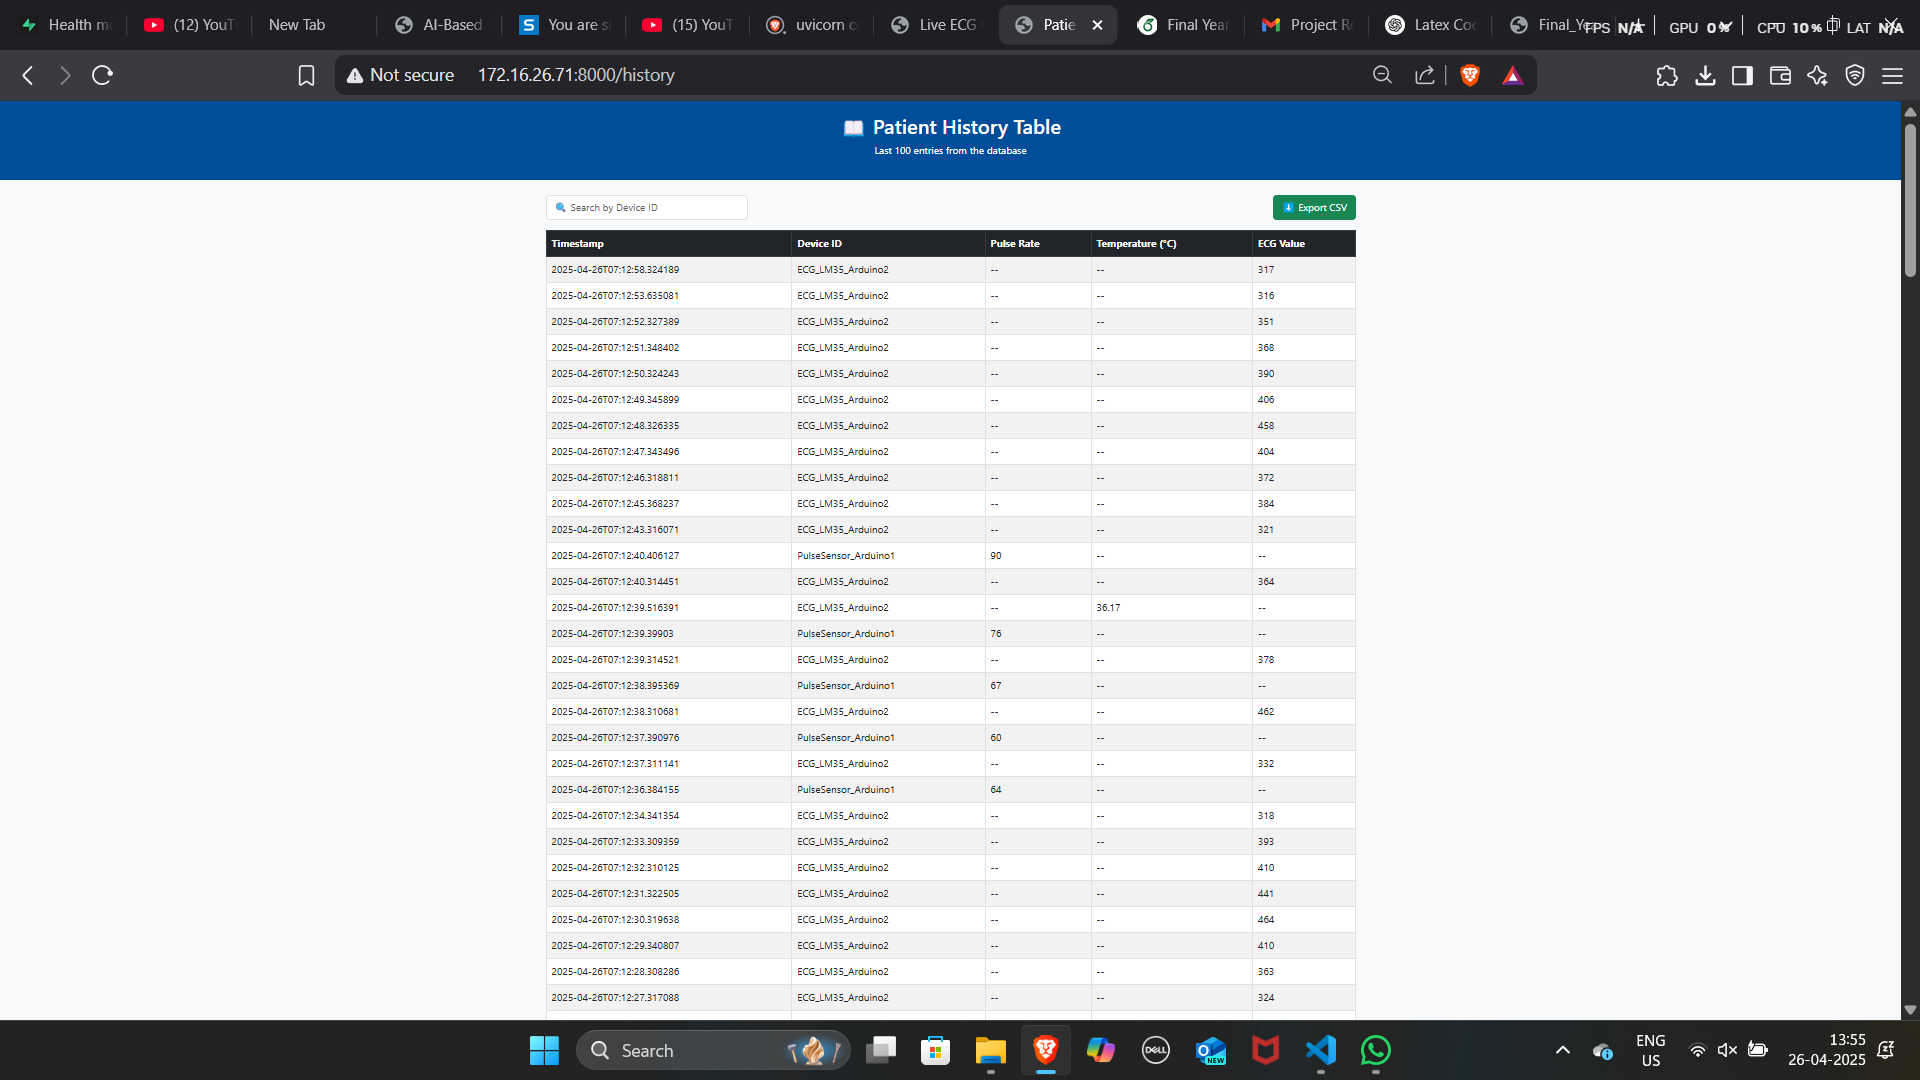 Health m
(12) YouT
New Tab
AI-Based
You are s
(15) YouT
uvicorn c
Live ECG
Patie
Final Year
Project R
Latex Co
Final_Ye
FPS N/A GPU 0% CPU 10% LAT N/A
Not secure 172.16.26.71:8000/history
Patient History Table
Last 100 entries from the database
Search by Device ID
Export CSV
Timestamp Device ID Pulse Rate Temperature (°C) ECG Value
2025-04-26T07:12:58.324189 ECG_LM35_Arduino2 -- -- 317
2025-04-26T07:12:53.635081 ECG_LM35_Arduino2 -- -- 316
2025-04-26T07:12:52.327389 ECG_LM35_Arduino2 -- -- 351
2025-04-26T07:12:51.348402 ECG_LM35_Arduino2 -- -- 368
2025-04-26T07:12:50.324243 ECG_LM35_Arduino2 -- -- 390
2025-04-26T07:12:49.345899 ECG_LM35_Arduino2 -- -- 406
2025-04-26T07:12:48.326335 ECG_LM35_Arduino2 -- -- 458
2025-04-26T07:12:47.343496 ECG_LM35_Arduino2 -- -- 404
2025-04-26T07:12:46.318811 ECG_LM35_Arduino2 -- -- 372
2025-04-26T07:12:45.368237 ECG_LM35_Arduino2 -- -- 384
2025-04-26T07:12:43.316071 ECG_LM35_Arduino2 -- -- 321
2025-04-26T07:12:40.406127 PulseSensor_Arduino1 90 -- --
2025-04-26T07:12:40.314451 ECG_LM35_Arduino2 -- -- 364
2025-04-26T07:12:39.516391 ECG_LM35_Arduino2 -- 36.17 --
2025-04-26T07:12:39.39903 PulseSensor_Arduino1 76 -- --
2025-04-26T07:12:39.314521 ECG_LM35_Arduino2 -- -- 378
2025-04-26T07:12:38.395369 PulseSensor_Arduino1 67 -- --
2025-04-26T07:12:38.310681 ECG_LM35_Arduino2 -- -- 462
2025-04-26T07:12:37.390976 PulseSensor_Arduino1 60 -- --
2025-04-26T07:12:37.311141 ECG_LM35_Arduino2 -- -- 332
2025-04-26T07:12:36.384155 PulseSensor_Arduino1 64 -- --
2025-04-26T07:12:34.341354 ECG_LM35_Arduino2 -- -- 318
2025-04-26T07:12:33.309359 ECG_LM35_Arduino2 -- -- 393
2025-04-26T07:12:32.310125 ECG_LM35_Arduino2 -- -- 410
2025-04-26T07:12:31.322505 ECG_LM35_Arduino2 -- -- 441
2025-04-26T07:12:30.319638 ECG_LM35_Arduino2 -- -- 464
2025-04-26T07:12:29.340807 ECG_LM35_Arduino2 -- -- 410
2025-04-26T07:12:28.308286 ECG_LM35_Arduino2 -- -- 363
2025-04-26T07:12:27.317088 ECG_LM35_Arduino2 -- -- 324
Search
DELL
NEW
ENG
US
13:55
26-04-2025